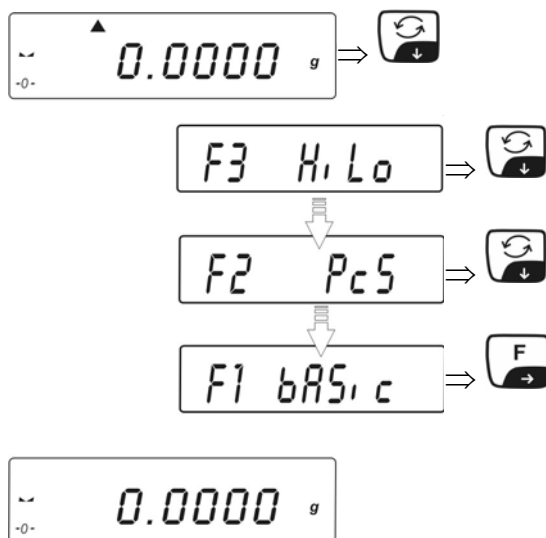 0.0000 g
-0-
F3 HiLo
F2 PcS
F1 bASic
F
0.0000 g
-0-